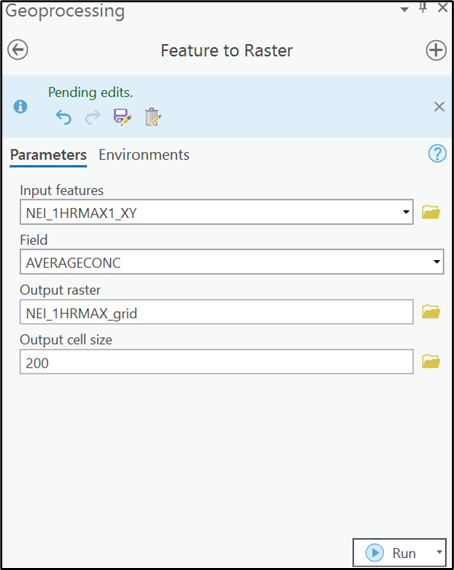 Geoprocessing
Feature to Raster
Pending edits.
Parameters Environments
Input features
NEI_1HRMAX1_XY
Field
AVERAGECONC
Output raster
NEI_1HRMAX_grid
Output cell size
200
Run